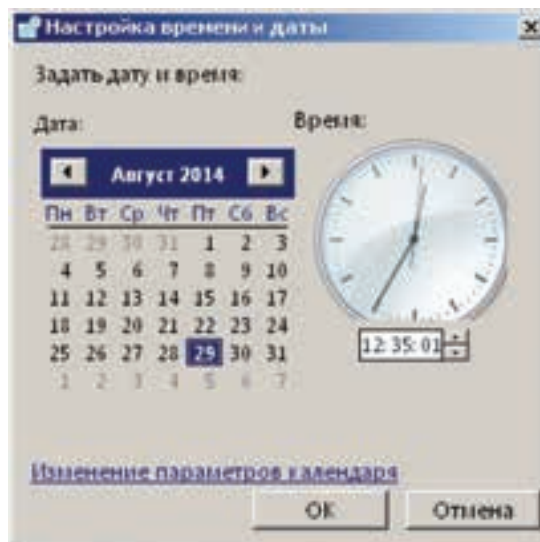 Настройка времени и даты
Задать дату и время:
Дата:
Время:
Август 2014
Пн Вт Ср Чт Пт Сб Вс
28 29 30 31 1 2 3
4 5 6 7 8 9 10
11 12 13 14 15 16 17
18 19 20 21 22 23 24
25 26 27 28 29 30 31
1 2 3 4 5 6 7
12:35:01
Изменение параметров календаря
ОК Отмена